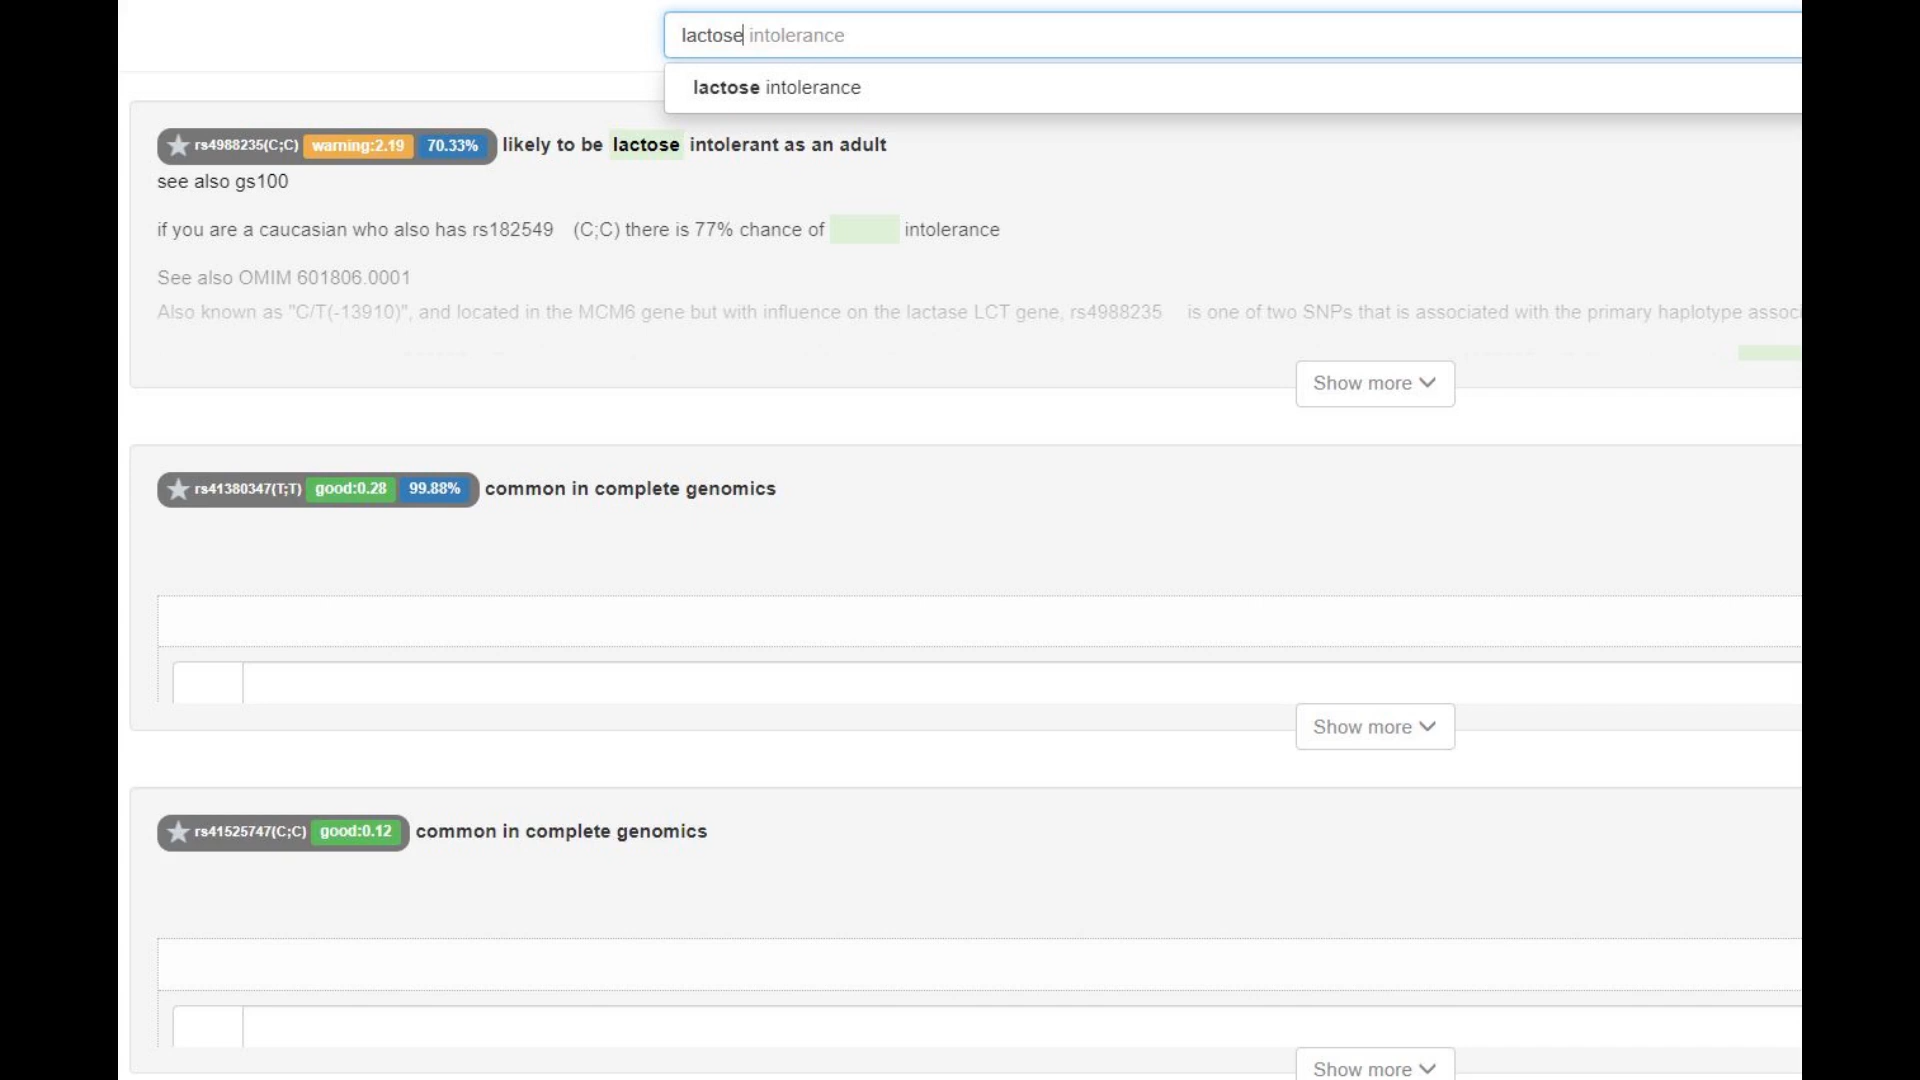 lactose intolerance
lactose intolerance
rs4988235(C;C) warning:2.19 70.33% likely to be lactose intolerant as an adult
see also gs100
if you are a caucasian who also has rs182549 (C;C) there is 77% chance of intolerance
See also OMIM 601806.0001
Also known as "C/T(-13910)", and located in the MCM6 gene but with influence on the lactase LCT gene, rs4988235 is one of two SNPs that is associated with the primary haplotype associ
Show more
rs41380347(T;T) good:0.28 99.88% common in complete genomics
Show more
rs41525747(C;C) good:0.12 common in complete genomics
Show more